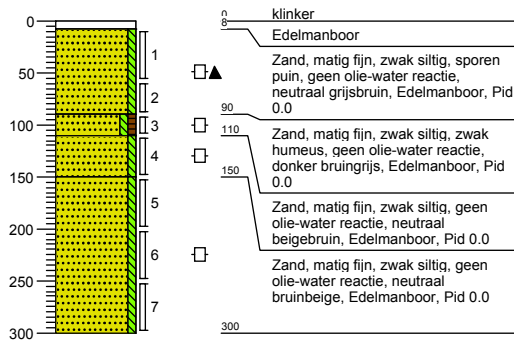 0
50
100
150
200
250
300
1
2
3
4
5
6
7
0
klinker
8
Edelmanboor
Zand, matig fijn, zwak siltig, sporen
puin, geen olie-water reactie,
neutraal grijsbruin, Edelmanboor, Pid
0.0
90
Zand, matig fijn, zwak siltig, zwak
humeus, geen olie-water reactie,
donker bruingrijs, Edelmanboor, Pid
0.0
110
Zand, matig fijn, zwak siltig, geen
olie-water reactie, neutraal
beigebruin, Edelmanboor, Pid 0.0
150
Zand, matig fijn, zwak siltig, geen
olie-water reactie, neutraal
bruinbeige, Edelmanboor, Pid 0.0
300